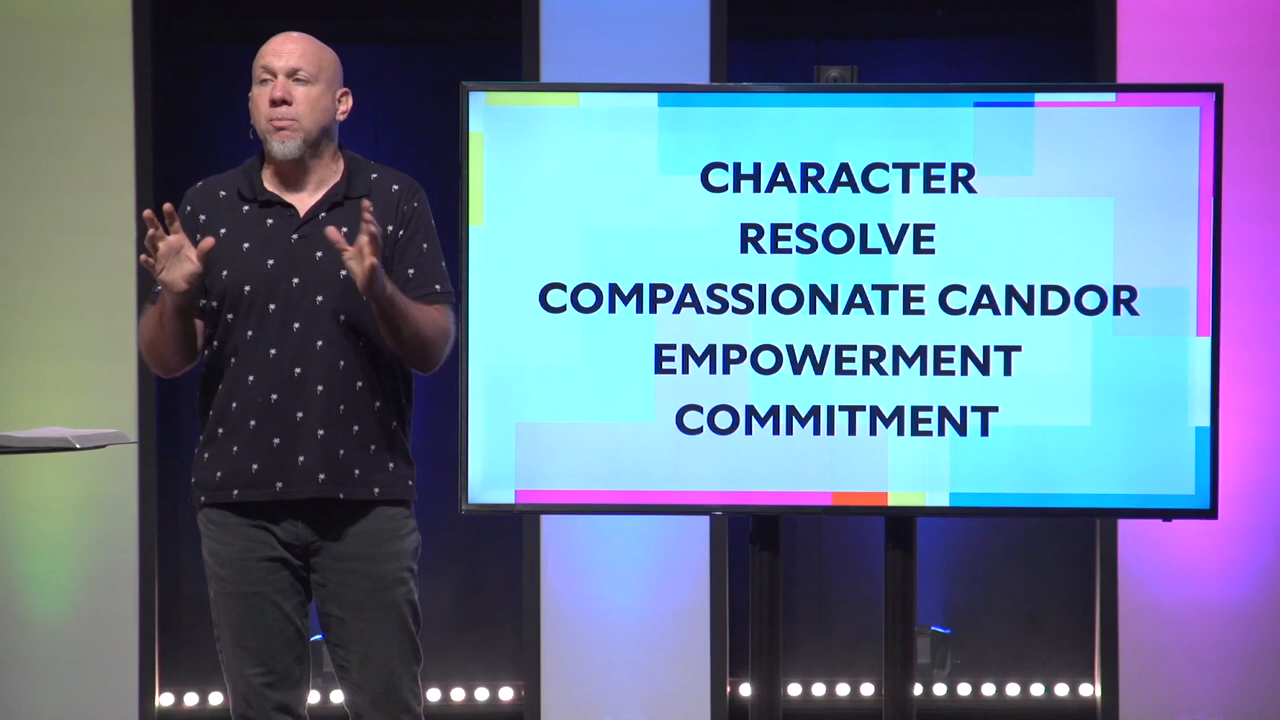 CHARACTER
RESOLVE
COMPASSIONATE CANDOR
EMPOWERMENT
COMMITMENT